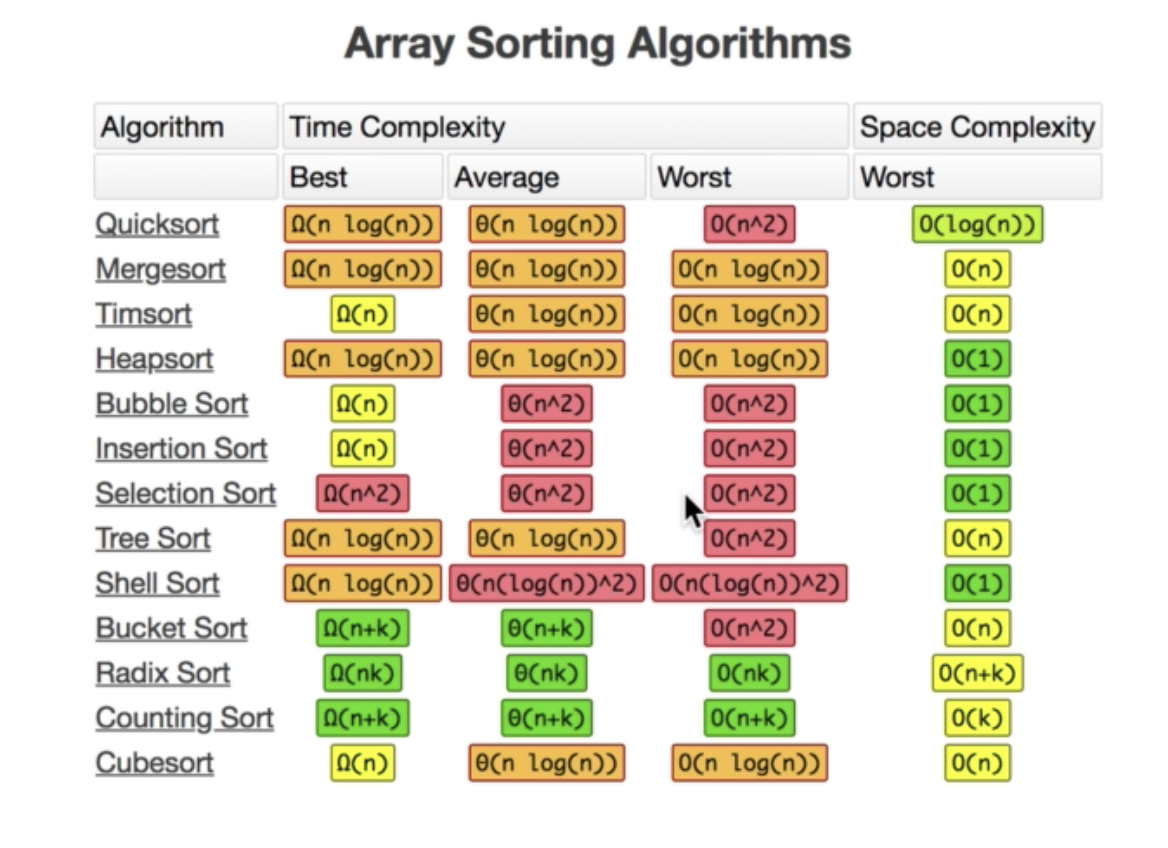 Array Sorting Algorithms
Algorithm Time Complexity Space Complexity
Best Average Worst Worst
Quicksort Ω(n log(n)) Θ(n log(n)) O(n^2) O(log(n))
Mergesort Ω(n log(n)) Θ(n log(n)) O(n log(n)) O(n)
Timsort Ω(n) Θ(n log(n)) O(n log(n)) O(n)
Heapsort Ω(n log(n)) Θ(n log(n)) O(n log(n)) O(1)
Bubble Sort Ω(n) Θ(n^2) O(n^2) O(1)
Insertion Sort Ω(n) Θ(n^2) O(n^2) O(1)
Selection Sort Ω(n^2) Θ(n^2) O(n^2) O(1)
Tree Sort Ω(n log(n)) Θ(n log(n)) O(n^2) O(n)
Shell Sort Ω(n log(n)) Θ(n(log(n))^2) O(n(log(n))^2) O(1)
Bucket Sort Ω(n+k) Θ(n+k) O(n^2) O(n)
Radix Sort Ω(nk) Θ(nk) O(nk) O(n+k)
Counting Sort Ω(n+k) Θ(n+k) O(n+k) O(k)
Cubesort Ω(n) Θ(n log(n)) O(n log(n)) O(n)